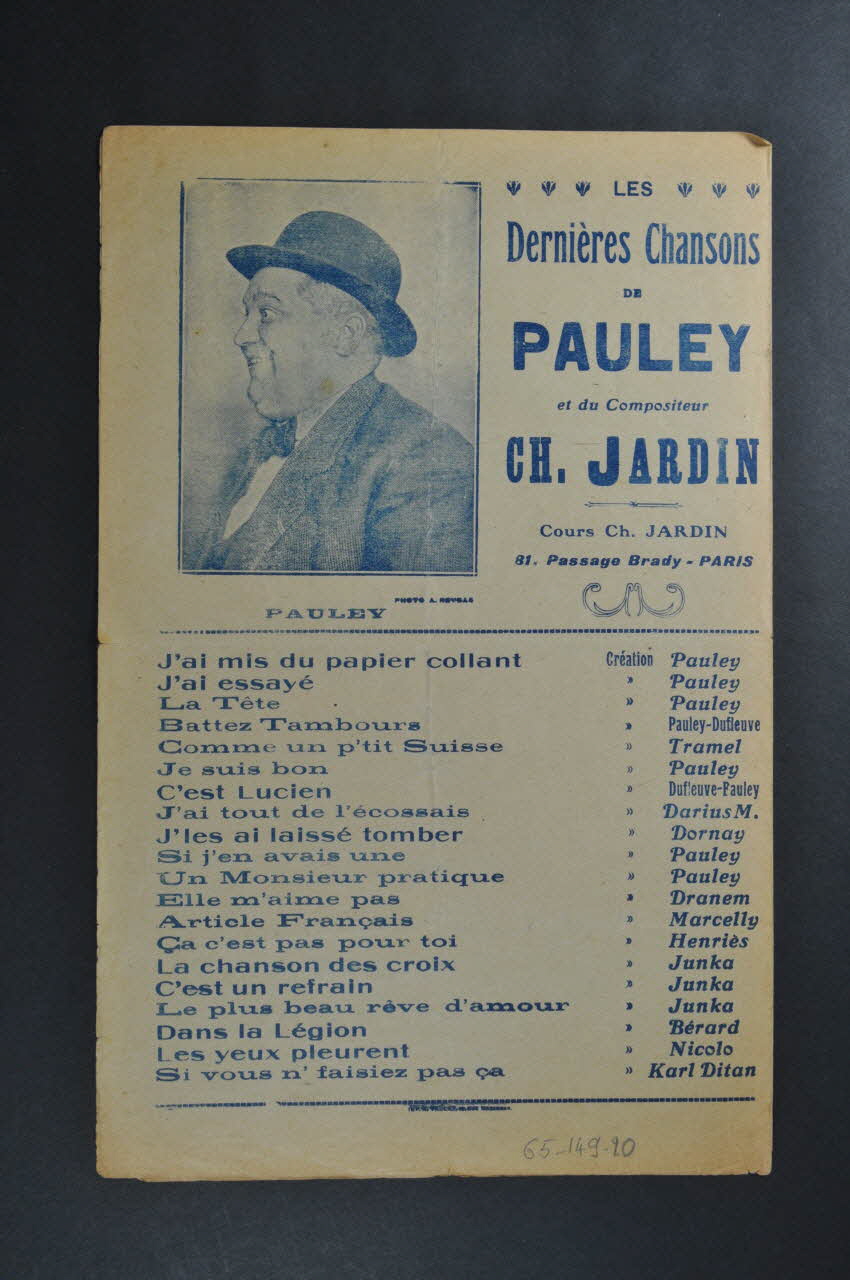 LES
Dernières Chansons
DE
PAULEY
et du Compositeur
CH. JARDIN
Cours Ch. JARDIN
81, Passage Brady - PARIS
PHOTO A.
PAULEY
J'ai mis du papier collant Création Pauley
J'ai essayé » Pauley
La Tête » Pauley
Battez Tambours » Pauley-Dufleuve
Comme un p'tit Suisse » Tramel
Je suis bon » Pauley
C'est Lucien » Dufleuve-Pauley
J'ai tout de l'écossais » Darius M.
J'les ai laissé tomber » Dornay
Si j'en avais une » Pauley
Un Monsieur pratique » Pauley
Elle m'aime pas » Dranem
Article Français » Marcelly
Ça c'est pas pour toi » Henriès
La chanson des croix » Junka
C'est un refrain » Junka
Le plus beau rêve d'amour » Junka
Dans la Légion » Bérard
Les yeux pleurent » Nicolo
Si vous n' faisiez pas ça » Karl Ditan
65-149-20